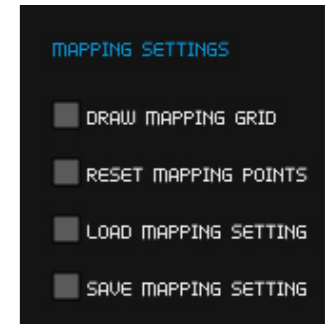 MAPPING SETTINGS
DRAW MAPPING GRID
RESET MAPPING POINTS
LOAD MAPPING SETTING
SAVE MAPPING SETTING